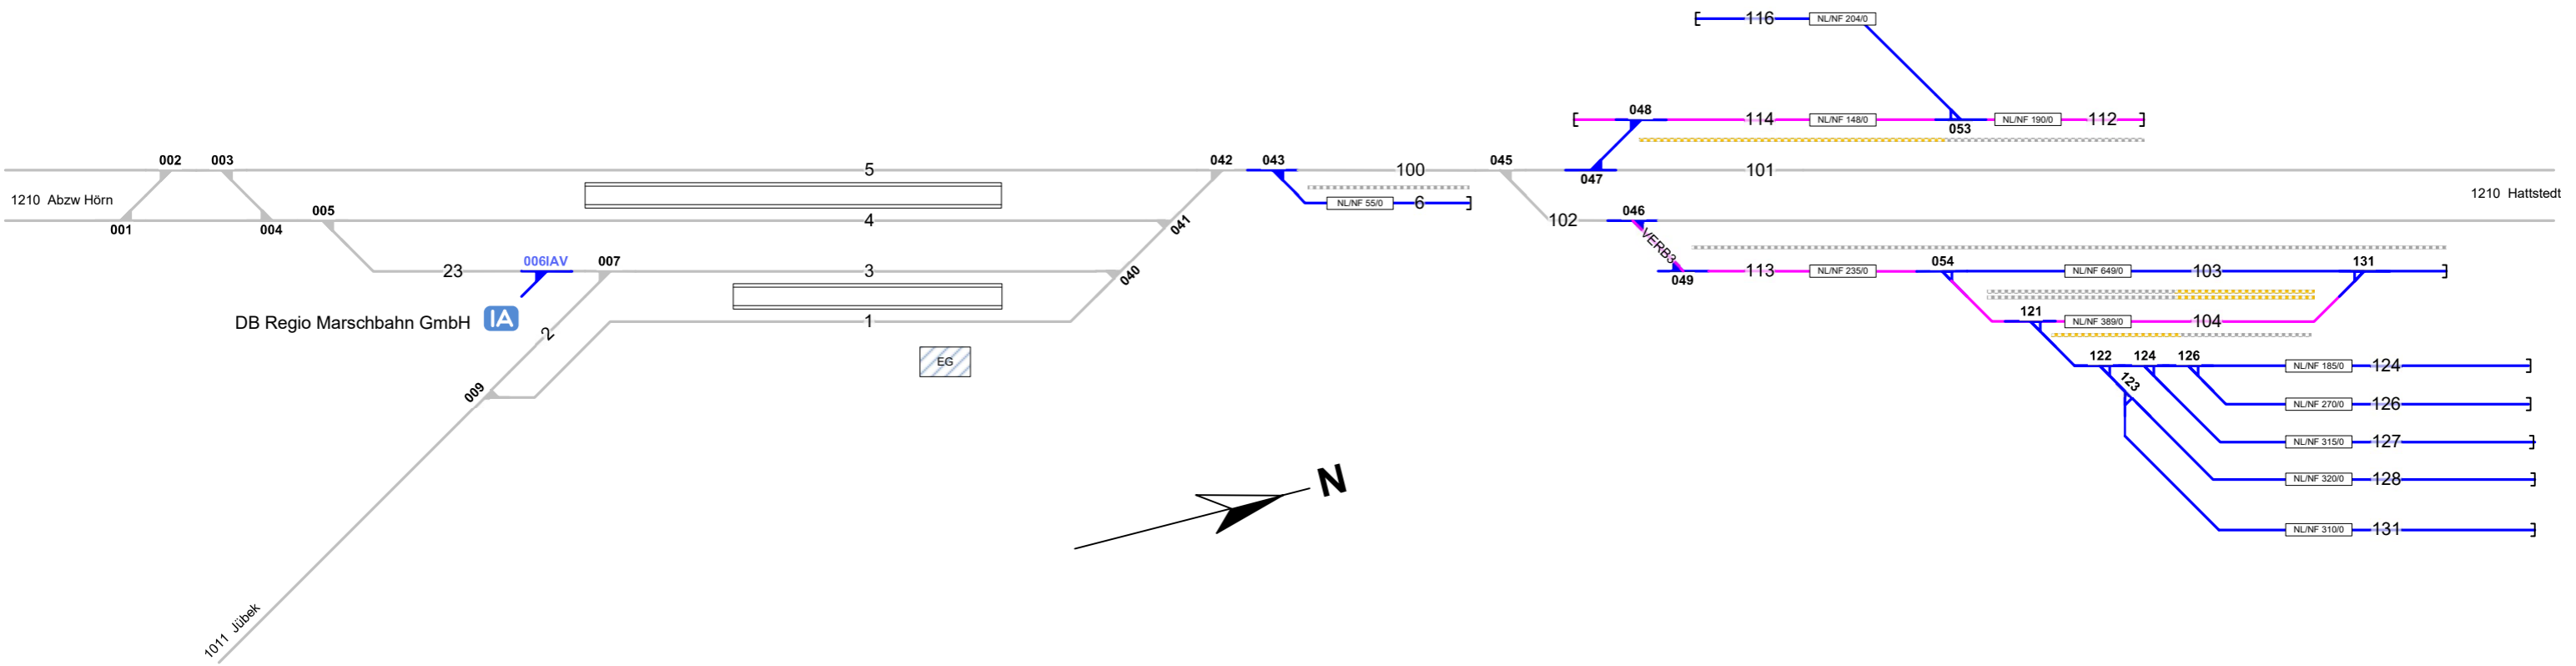 116 NL/NF 204/0
048
114 NL/NF 148/0 NL/NF 190/0 112
053
002 003 5 042 043 100 045 101
047
1210 Abzw Hörn
1210 Hattstedt
NL/NF 55/0 6
001 004 005 4 041 102 046
VERB3
23 006IAV 007 3 040 113 NL/NF 235/0 054 NL/NF 649/0 103 131
049
DB Regio Marschbahn GmbH IA
2 1 121 NL/NF 389/0 104
EG
122 124 126 NL/NF 185/0 124
123
009
NL/NF 270/0 126
NL/NF 315/0 127
NL/NF 320/0 128
N
NL/NF 310/0 131
1011 Jübek